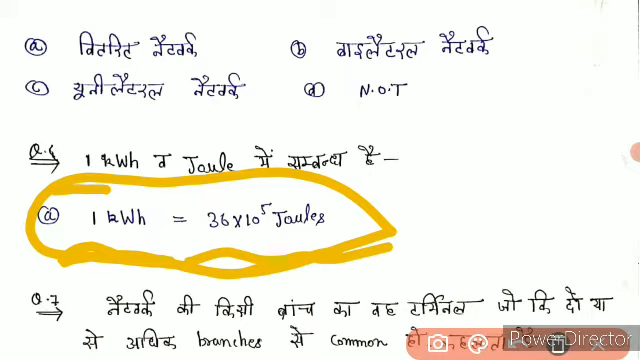 (a) वितरित नैटवर्क (b) बाइलैटरल नैटवर्क
(c) यूनीलैटरल नैटवर्क (d) N.O.T
Q.6 1 kWh व Joule में सम्बन्ध है –
(a) 1 kWh = 36×10⁵ Joules
Q.7 नैटवर्क की किसी ब्रांच का वह टर्मिनल जो कि दो या
से अधिक branches से common हो
PowerDirector